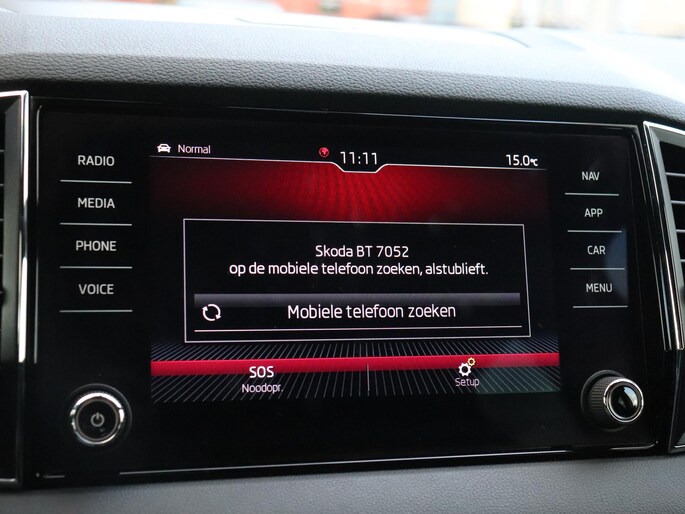 RADIO
MEDIA
PHONE
VOICE
Normal
11:11
15.0℃
Skoda BT 7052
op de mobiele telefoon zoeken, alstublieft.
Mobiele telefoon zoeken
SOS
Noodopr.
Setup
NAV
APP
CAR
MENU